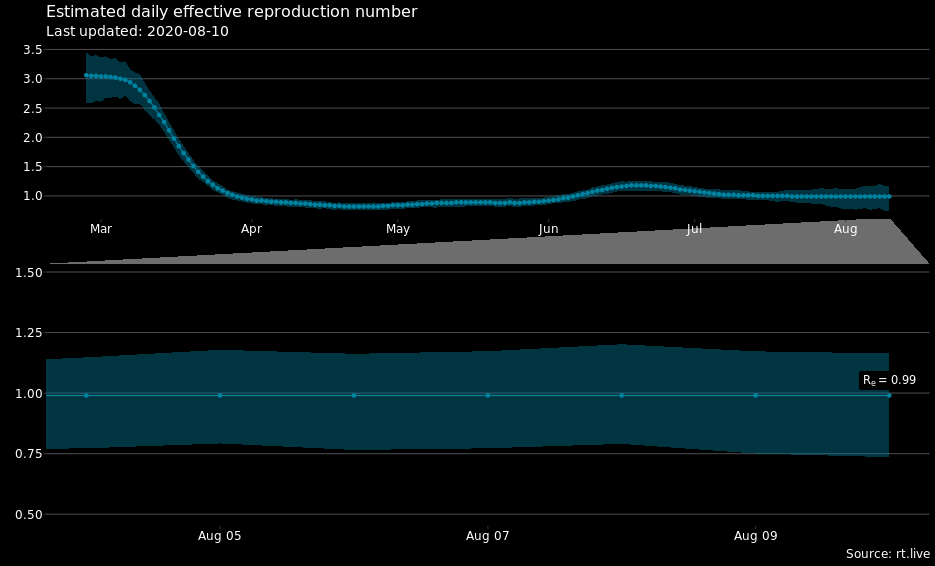 Estimated daily effective reproduction number
Last updated: 2020-08-10
3.5
3.0
2.5
2.0
1.5
1.0
Mar Apr May Jun Jul Aug
1.50
1.25
Re = 0.99
1.00
0.75
0.50
Aug 05 Aug 07 Aug 09
Source: rt.live